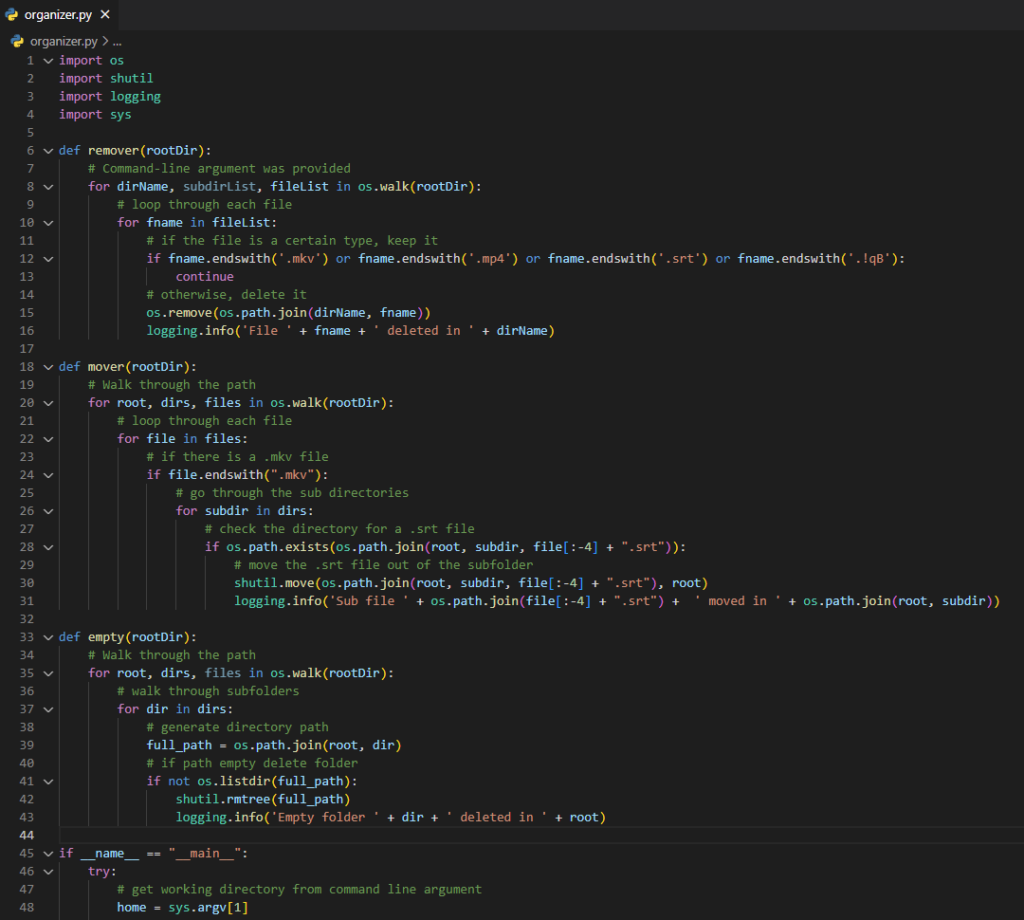 organizer.py
organizer.py > ...
1 import os
2 import shutil
3 import logging
4 import sys
5
6 def remover(rootDir):
7     # Command-line argument was provided
8     for dirName, subdirList, fileList in os.walk(rootDir):
9         # loop through each file
10         for fname in fileList:
11             # if the file is a certain type, keep it
12             if fname.endswith('.mkv') or fname.endswith('.mp4') or fname.endswith('.srt') or fname.endswith('.!qB'):
13                 continue
14             # otherwise, delete it
15             os.remove(os.path.join(dirName, fname))
16             logging.info('File ' + fname + ' deleted in ' + dirName)
17
18 def mover(rootDir):
19     # Walk through the path
20     for root, dirs, files in os.walk(rootDir):
21         # loop through each file
22         for file in files:
23             # if there is a .mkv file
24             if file.endswith(".mkv"):
25                 # go through the sub directories
26                 for subdir in dirs:
27                     # check the directory for a .srt file
28                     if os.path.exists(os.path.join(root, subdir, file[:-4] + ".srt")):
29                         # move the .srt file out of the subfolder
30                         shutil.move(os.path.join(root, subdir, file[:-4] + ".srt"), root)
31                         logging.info('Sub file ' + os.path.join(file[:-4] + ".srt") +  ' moved in ' + os.path.join(root, subdir))
32
33 def empty(rootDir):
34     # Walk through the path
35     for root, dirs, files in os.walk(rootDir):
36         # walk through subfolders
37         for dir in dirs:
38             # generate directory path
39             full_path = os.path.join(root, dir)
40             # if path empty delete folder
41             if not os.listdir(full_path):
42                 shutil.rmtree(full_path)
43                 logging.info('Empty folder ' + dir + ' deleted in ' + root)
44
45 if __name__ == "__main__":
46     try:
47         # get working directory from command line argument
48         home = sys.argv[1]